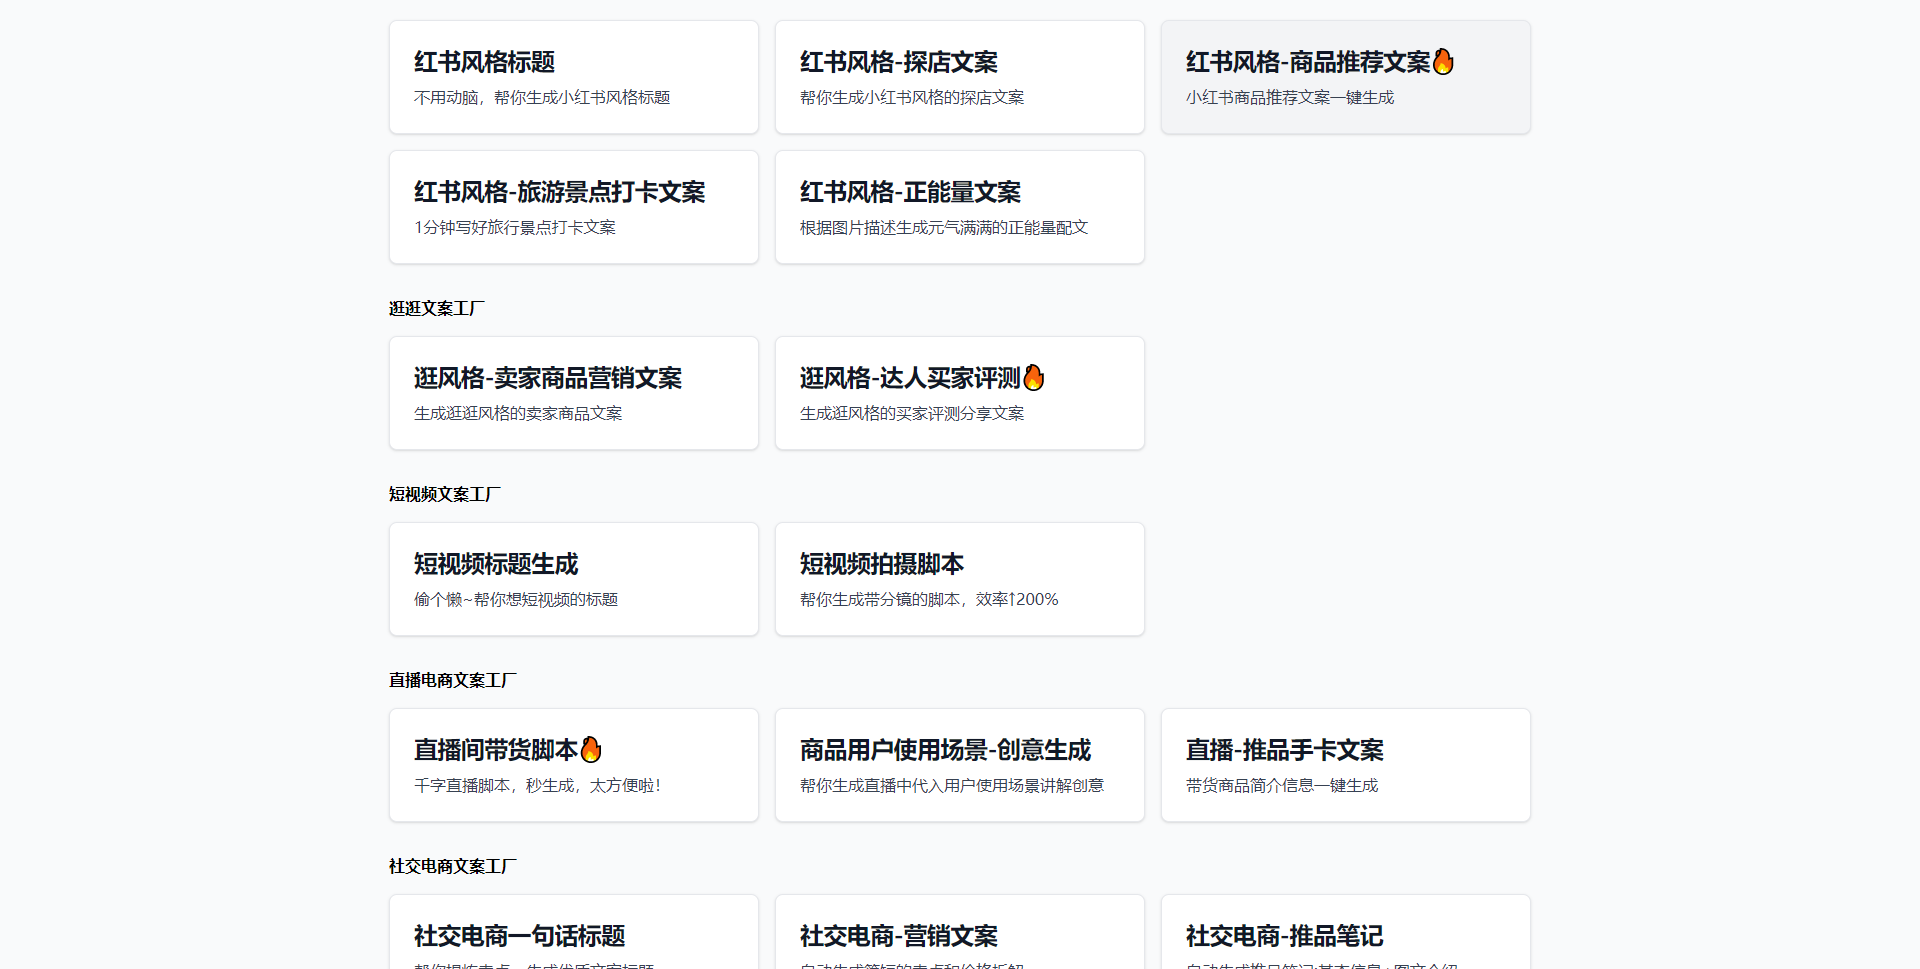 红书风格标题
不用动脑，帮你生成小红书风格标题
红书风格-探店文案
帮你生成小红书风格的探店文案
红书风格-商品推荐文案🔥
小红书商品推荐文案一键生成
红书风格-旅游景点打卡文案
1分钟写好旅行景点打卡文案
红书风格-正能量文案
根据图片描述生成元气满满的正能量配文
逛逛文案工厂
逛风格-卖家商品营销文案
生成逛逛风格的卖家商品文案
逛风格-达人买家评测🔥
生成逛风格的买家评测分享文案
短视频文案工厂
短视频标题生成
偷个懒~帮你想短视频的标题
短视频拍摄脚本
帮你生成带分镜的脚本，效率↑200%
直播电商文案工厂
直播间带货脚本🔥
千字直播脚本，秒生成，太方便啦！
商品用户使用场景-创意生成
帮你生成直播中代入用户使用场景讲解创意
直播-推品手卡文案
带货商品简介信息一键生成
社交电商文案工厂
社交电商一句话标题
社交电商-营销文案
社交电商-推品笔记